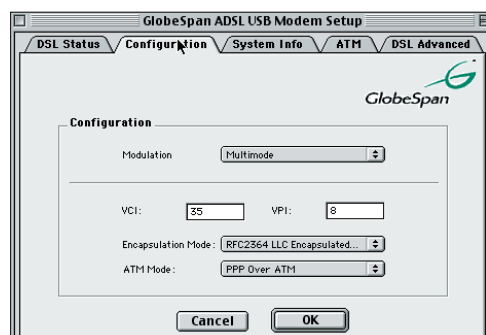 GlobeSpan ADSL USB Modem Setup
DSL Status Configuration System Info ATM DSL Advanced
GlobeSpan
Configuration
Modulation Multimode
VCI: 35 VPI: 8
Encapsulation Mode: RFC2364 LLC Encapsulated...
ATM Mode: PPP Over ATM
Cancel OK